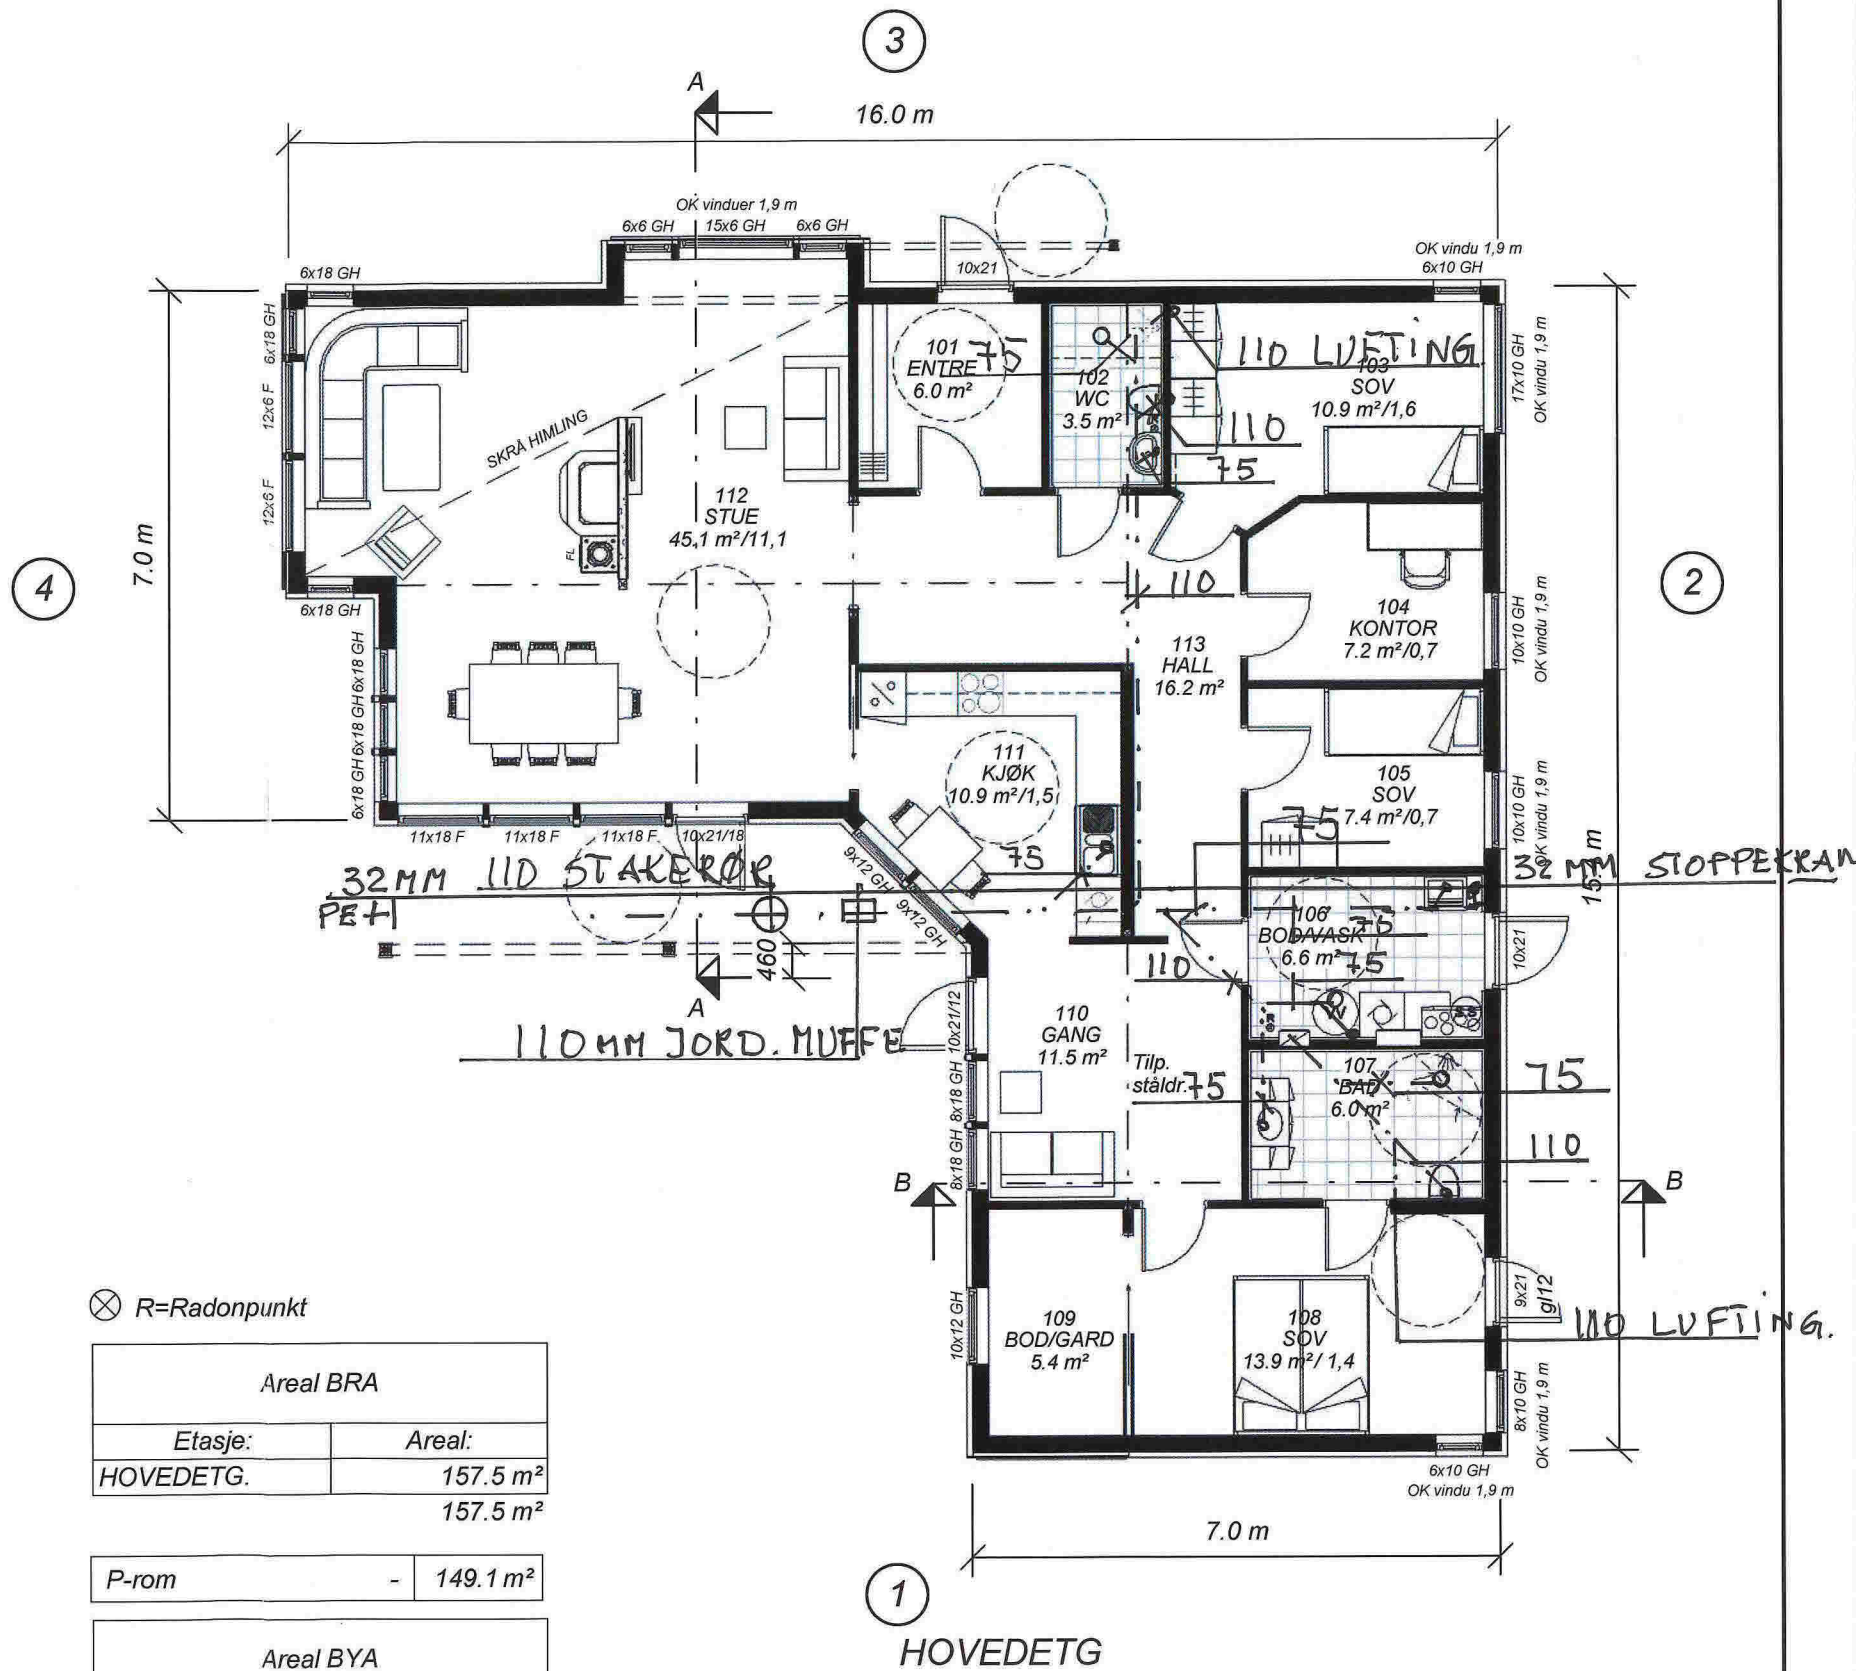 3
A
16.0 m
OK vinduer 1,9 m
6x6 GH
15x6 GH
6x6 GH
10x21
OK vindu 1,9 m
6x10 GH
6x18 GH
6x18 GH
12x6 F
12x6 F
7.0 m
4
6x18 GH
SKRÅ HIMLING
FL
112
STUE
45,1 m²/11,1
101
ENTRE
6.0 m²
75
102
WC
3.5 m²
110 LUFTING
103
SOV
10.9 m²/1,6
110
75
17x10 GH
OK vindu 1,9 m
110
104
KONTOR
7.2 m²/0,7
10x10 GH
OK vindu 1,9 m
2
113
HALL
16.2 m²
6x18 GH
6x18 GH
6x18 GH
111
KJØK
10.9 m²/1,5
75
105
SOV
7.4 m²/0,7
75
10x10 GH
OK vindu 1,9 m
15. m
11x18 F
11x18 F
11x18 F
10x21/18
9x12 GH
9x12 GH
32 MM
PEH
110 STAKERØR
32 MM STOPPEKRAN
106
BOD/VASK
6.6 m²
75
75
10x21
460
A
110
110 MM JORD. MUFFE
10x21/12
110
GANG
11.5 m²
Tilp.
ståldr.
75
8x18 GH
8x18 GH
107
BAD
6.0 m²
75
110
B
B
109
BOD/GARD
5.4 m²
10x12 GH
108
SOV
13.9 m²/ 1,4
9x21
gl12
110 LUFTING.
8x10 GH
OK vindu 1,9 m
6x10 GH
OK vindu 1,9 m
7.0 m
R=Radonpunkt
Areal BRA
Etasje: Areal:
HOVEDETG. 157.5 m²
157.5 m²
P-rom - 149.1 m²
Areal BYA
1
HOVEDETG